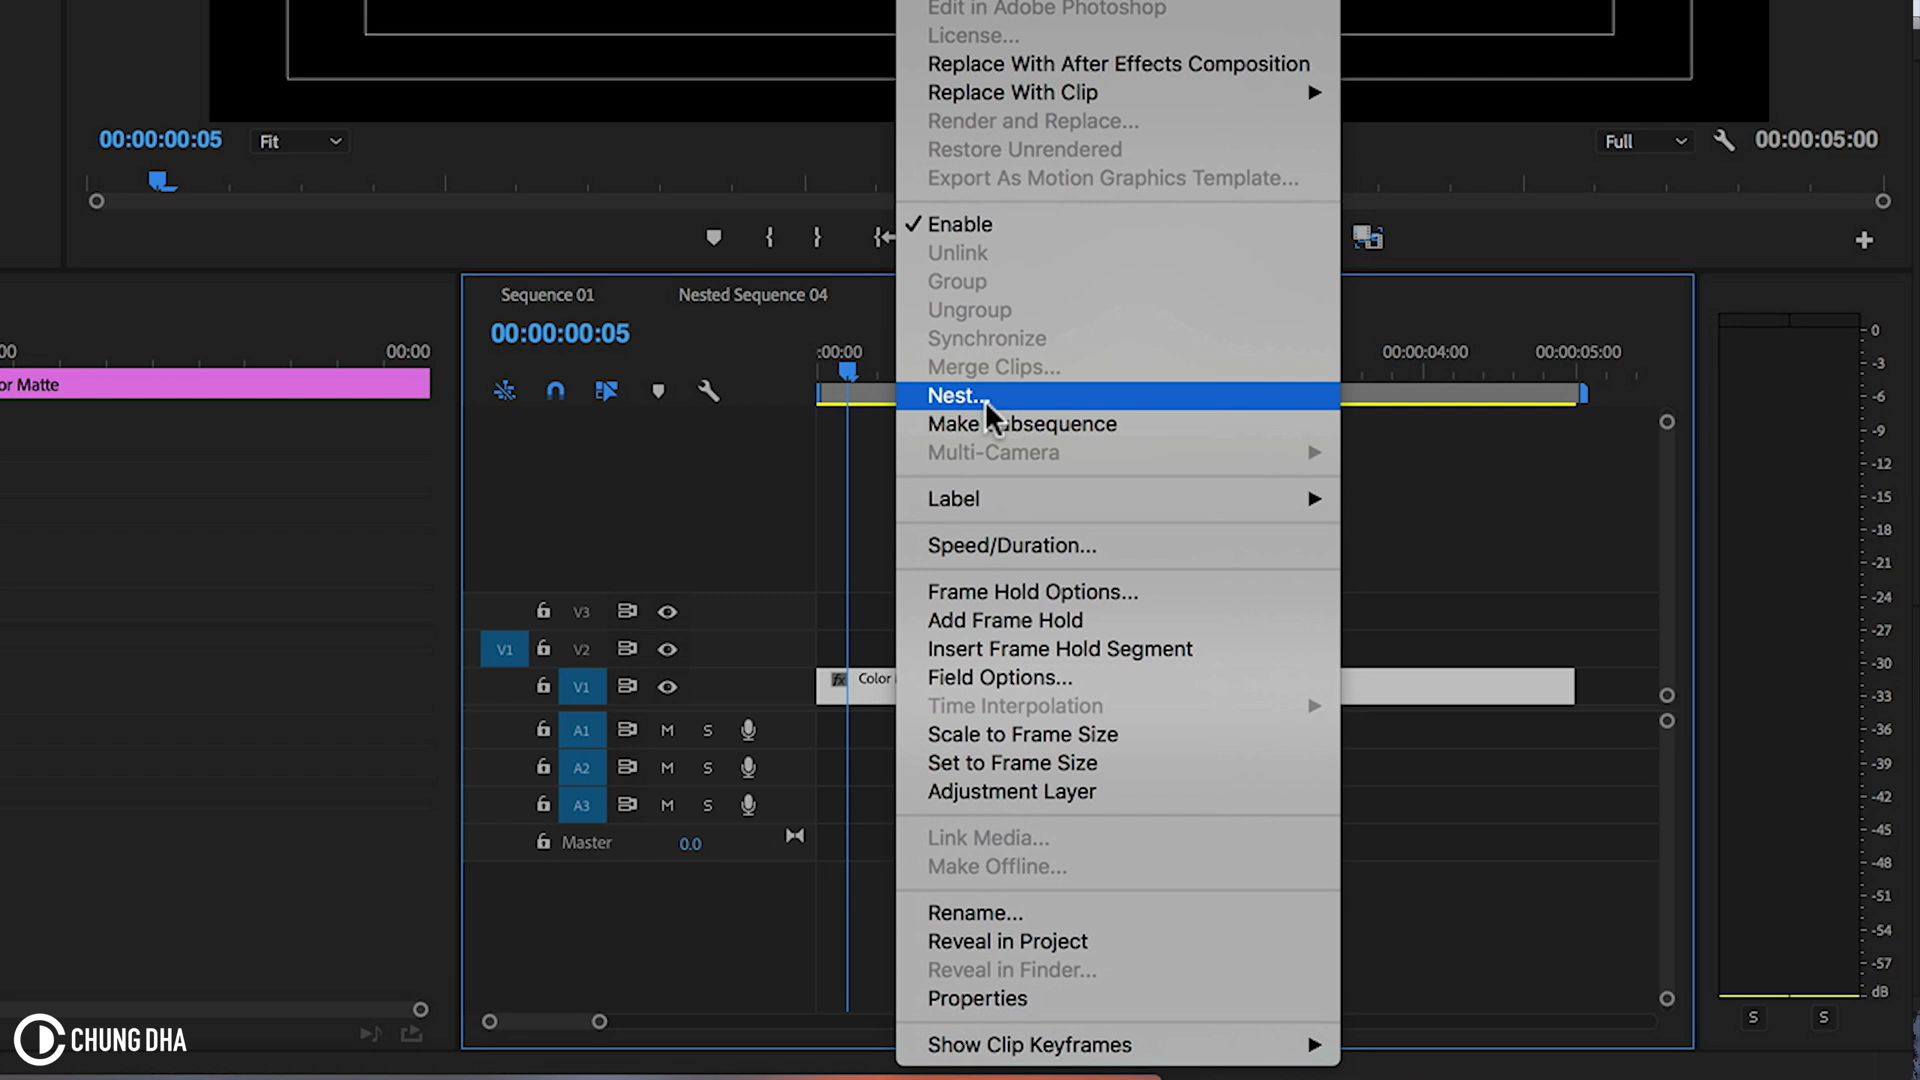 Edit in Adobe Photoshop
License...
Replace With After Effects Composition
Replace With Clip
Render and Replace...
Restore Unrendered
Export As Motion Graphics Template...
00:00:00:05
Fit
Full
00:00:05:00
Enable
Unlink
Group
Ungroup
Synchronize
Merge Clips...
Nest...
Make
bsequence
Multi-Camera
Label
Speed/Duration...
Frame Hold Options...
Add Frame Hold
Insert Frame Hold Segment
Field Options...
Time Interpolation
Scale to Frame Size
Set to Frame Size
Adjustment Layer
Link Media...
Make Offline...
Rename...
Reveal in Project
Reveal in Finder...
Properties
Show Clip Keyframes
00
00:00
or Matte
Sequence 01
Nested Sequence 04
00:00:00:05
:00:00
00:00:04:00
00:00:05:00
V3
V1
V2
V1
fx
Color
A1
M
S
A2
M
S
A3
M
S
Master
0.0
0
-3
-6
-9
-12
-15
-18
-21
-24
-27
-30
-33
-36
-39
-42
-45
-48
-51
-54
-57
dB
S
S
CHUNG DHA